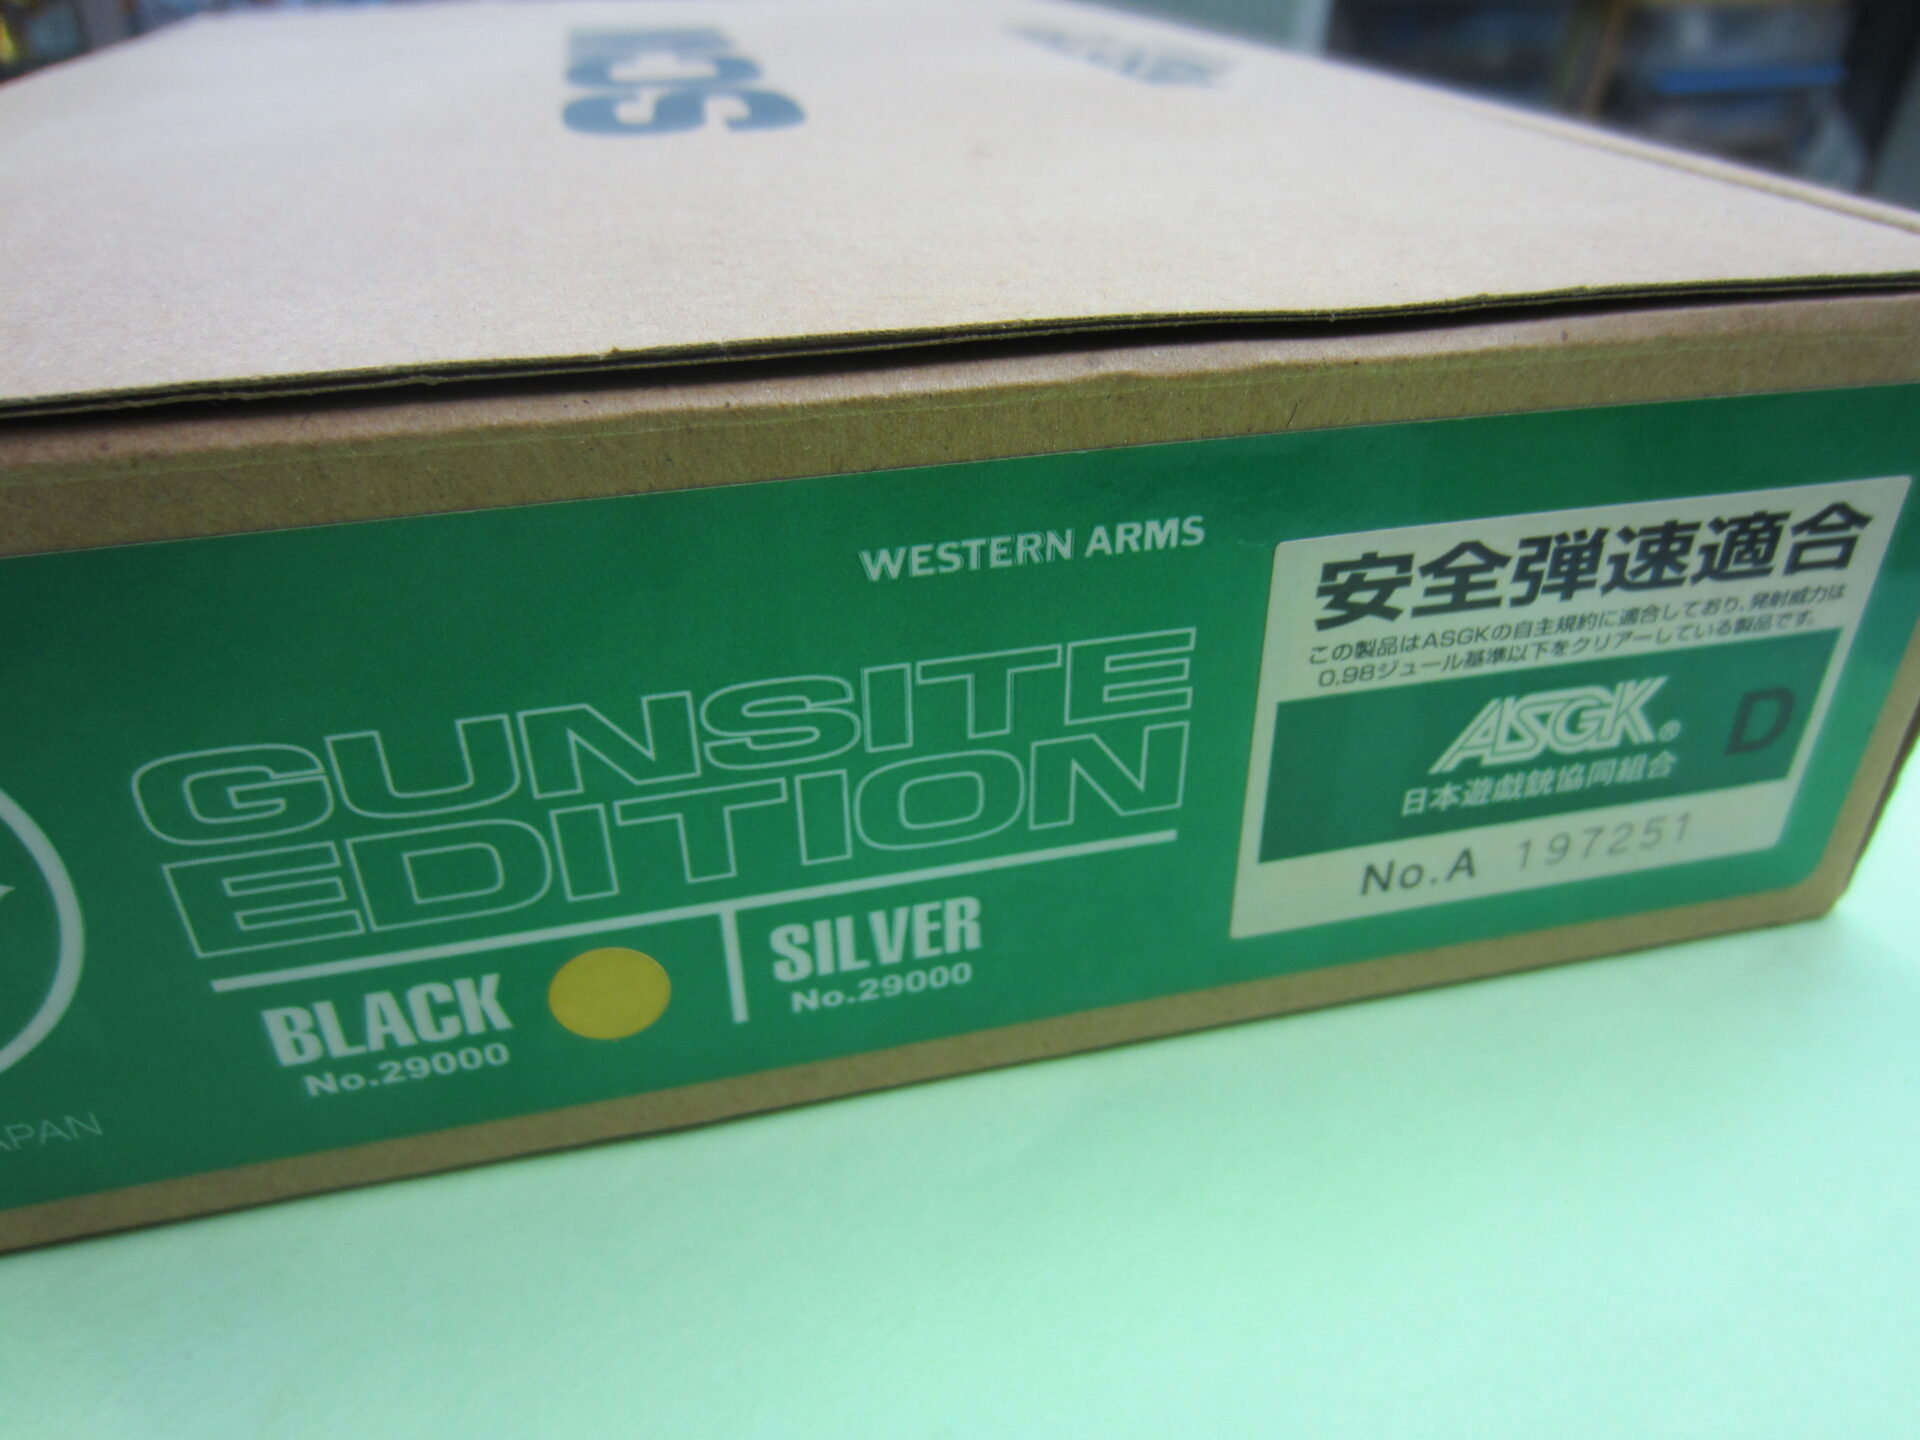 WESTERN ARMS
GUNSITE
EDITION
BLACK
No.29000
SILVER
No.29000
安全弾速適合
この製品はASGKの自主規約に適合しており、発射威力は
0.98ジュール基準以下をクリアーしている製品です。
ASGK®
D
日本遊戯銃協同組合
No.A 197251